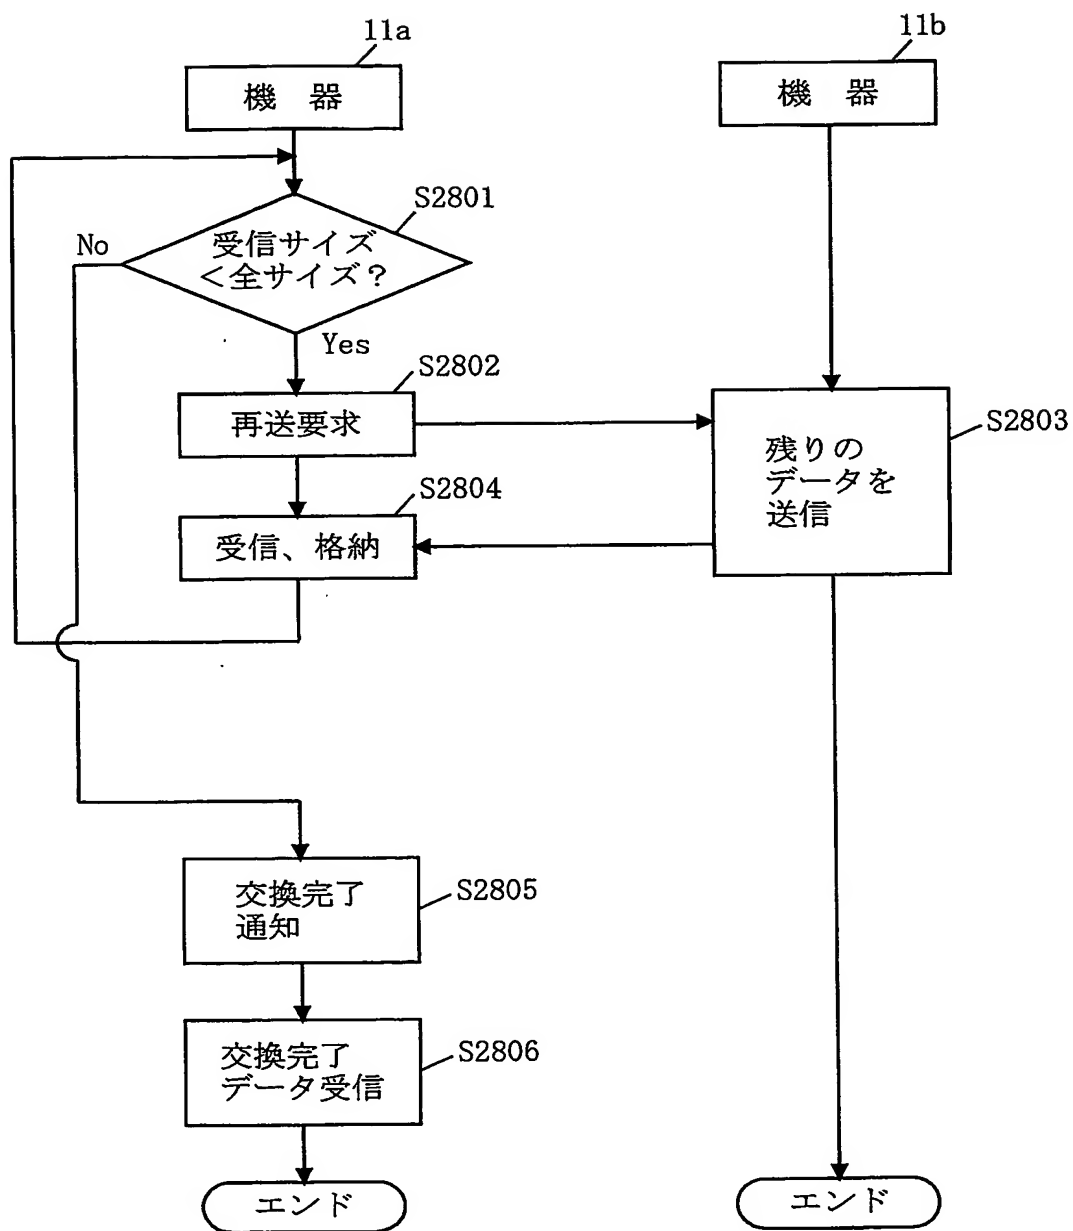 11a
11b
機 器
機 器
S2801
No
受信サイズ
<全サイズ?
Yes
S2802
再送要求
S2803
残りの
データを
送信
S2804
受信、格納
S2805
交換完了
通知
S2806
交換完了
データ受信
エンド
エンド